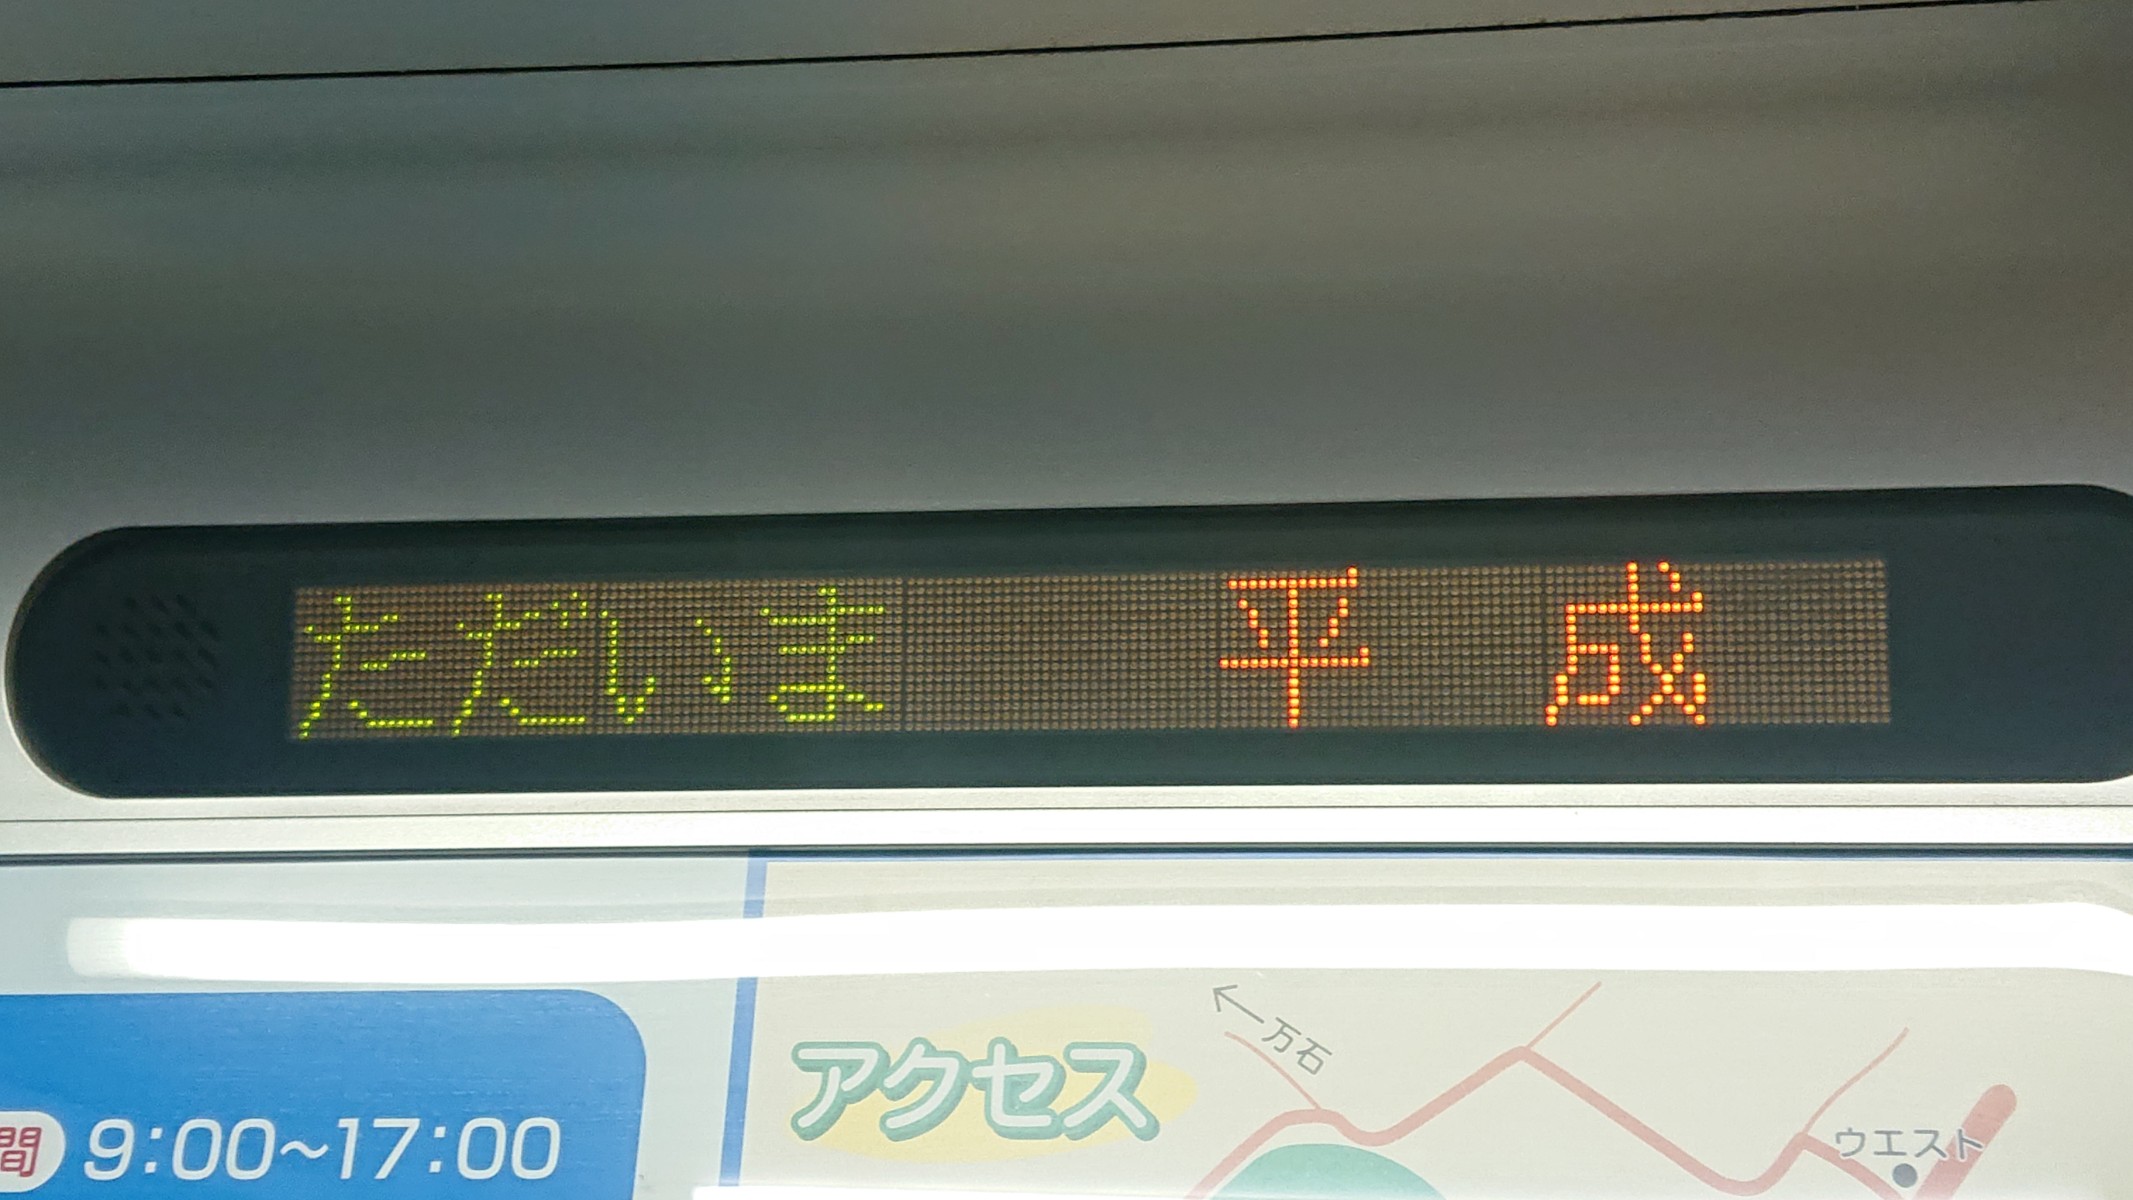 ただいま 平成
間 9:00~17:00
アクセス
←万石
ウエスト